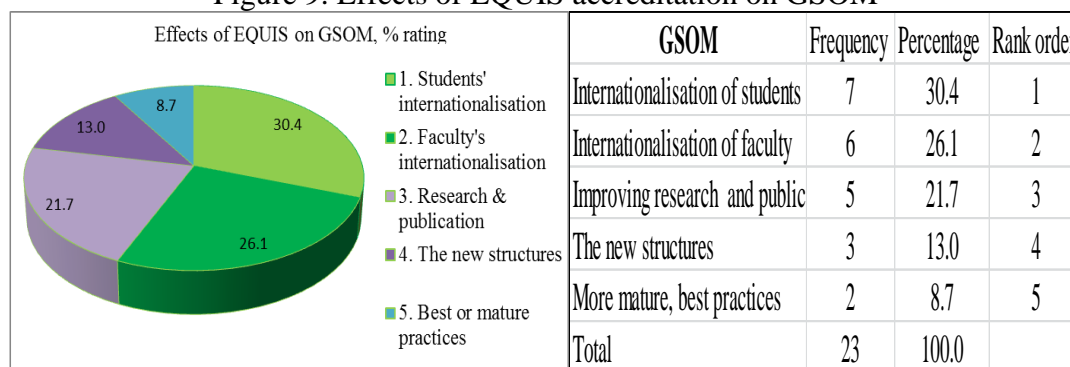 Figure 9. Effects of EQUIS accreditation on GSOM
Effects of EQUIS on GSOM, % rating
30.4
26.1
21.7
13.0
8.7
1. Students'
internationalisation
2. Faculty's
internationalisation
3. Research &
publication
4. The new structures
5. Best or mature
practices
GSOM Frequency Percentage Rank orde
Internationalisation of students 7 30.4 1
Internationalisation of faculty 6 26.1 2
Improving research and public 5 21.7 3
The new structures 3 13.0 4
More mature, best practices 2 8.7 5
Total 23 100.0